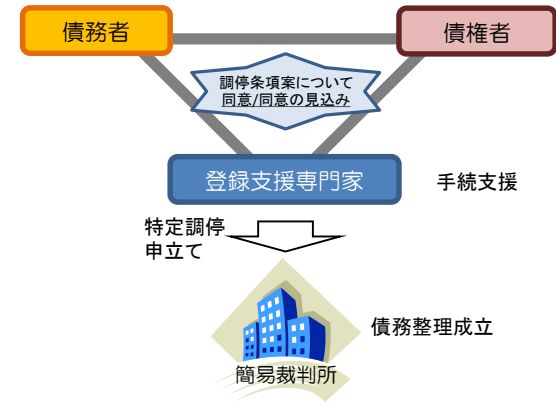 債務者
債権者
調停条項案について
同意/同意の見込み
登録支援専門家
手続支援
特定調停
申立て
債務整理成立
簡易裁判所